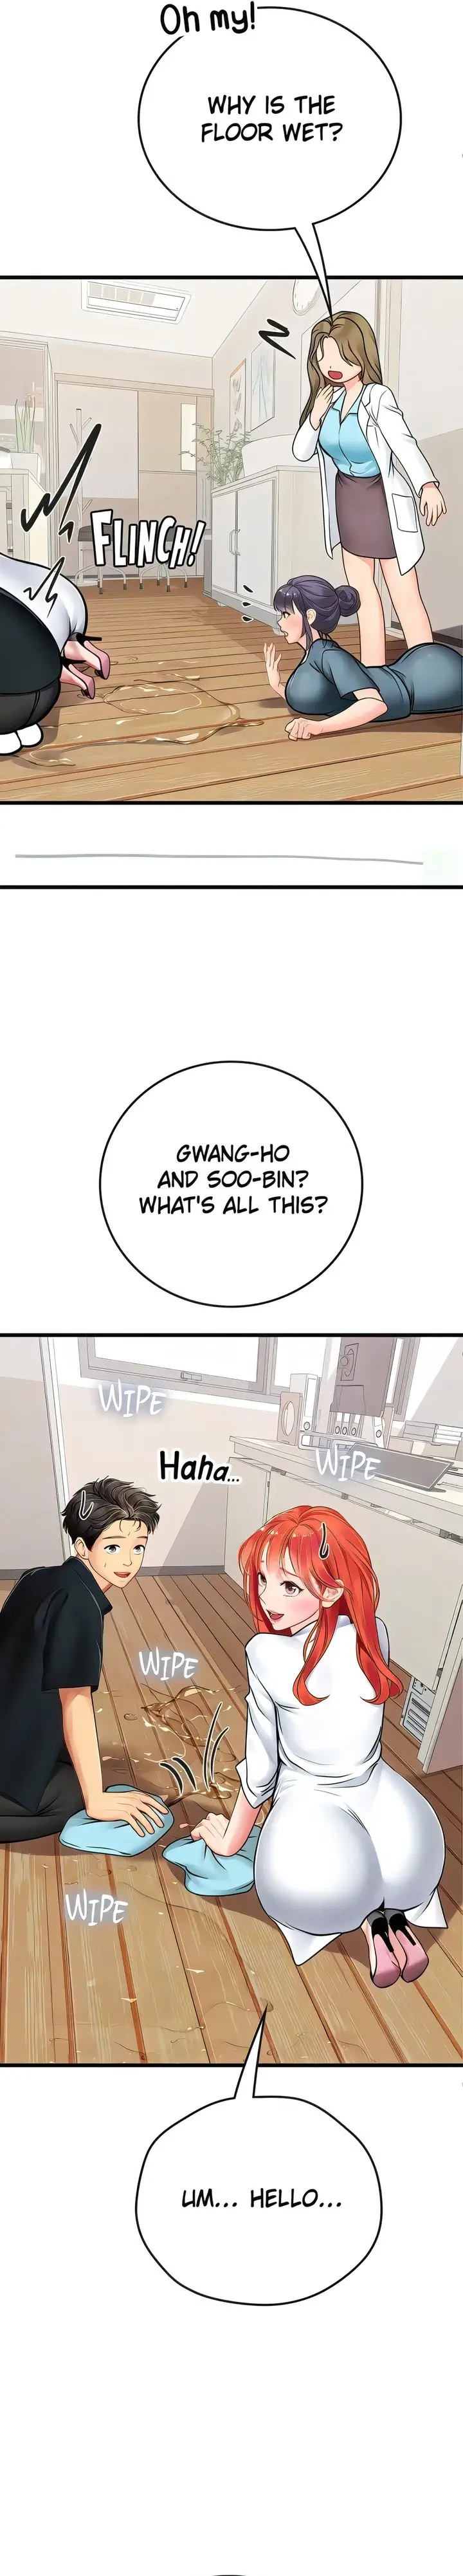 Oh my!
WHY IS THE
FLOOR WET?
FLINCH!
GWANG-HO
AND SOO-BIN?
WHAT'S ALL THIS?
WIPE
Haha...
WIPE
WIPE
WIPE
UM... HELLO...